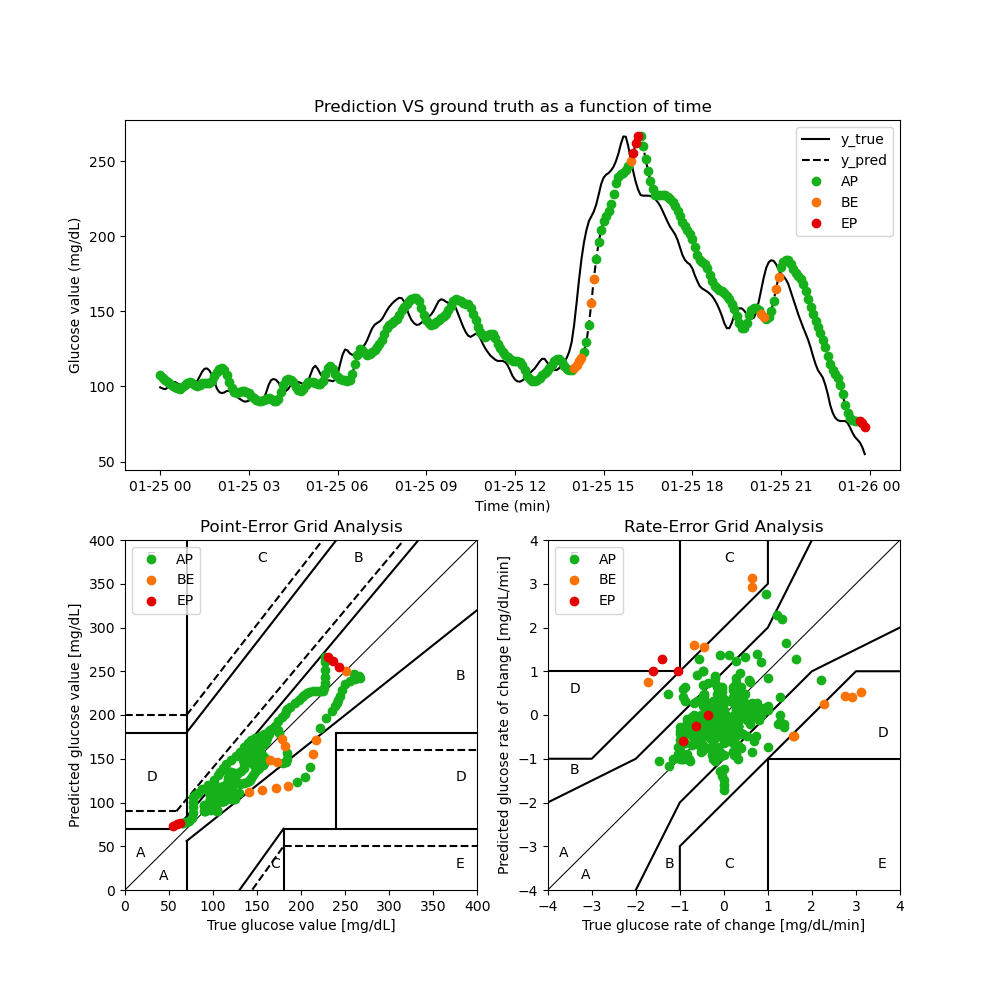 Prediction VS ground truth as a function of time
Glucose value (mg/dL)
250
200
150
100
50
y_true
y_pred
AP
BE
EP
01-25 00 01-25 03 01-25 06 01-25 09 01-25 12 01-25 15 01-25 18 01-25 21 01-26 00
Time (min)
Point-Error Grid Analysis
Predicted glucose value [mg/dL]
400
350
300
250
200
150
100
50
0
AP
BE
EP
C
B
B
D
D
A
A
C
E
0 50 100 150 200 250 300 350 400
True glucose value [mg/dL]
Rate-Error Grid Analysis
Predicted glucose rate of change [mg/dL/min]
4
3
2
1
0
−1
−2
−3
−4
AP
BE
EP
C
D
D
B
A
A
B
C
E
−4 −3 −2 −1 0 1 2 3 4
True glucose rate of change [mg/dL/min]